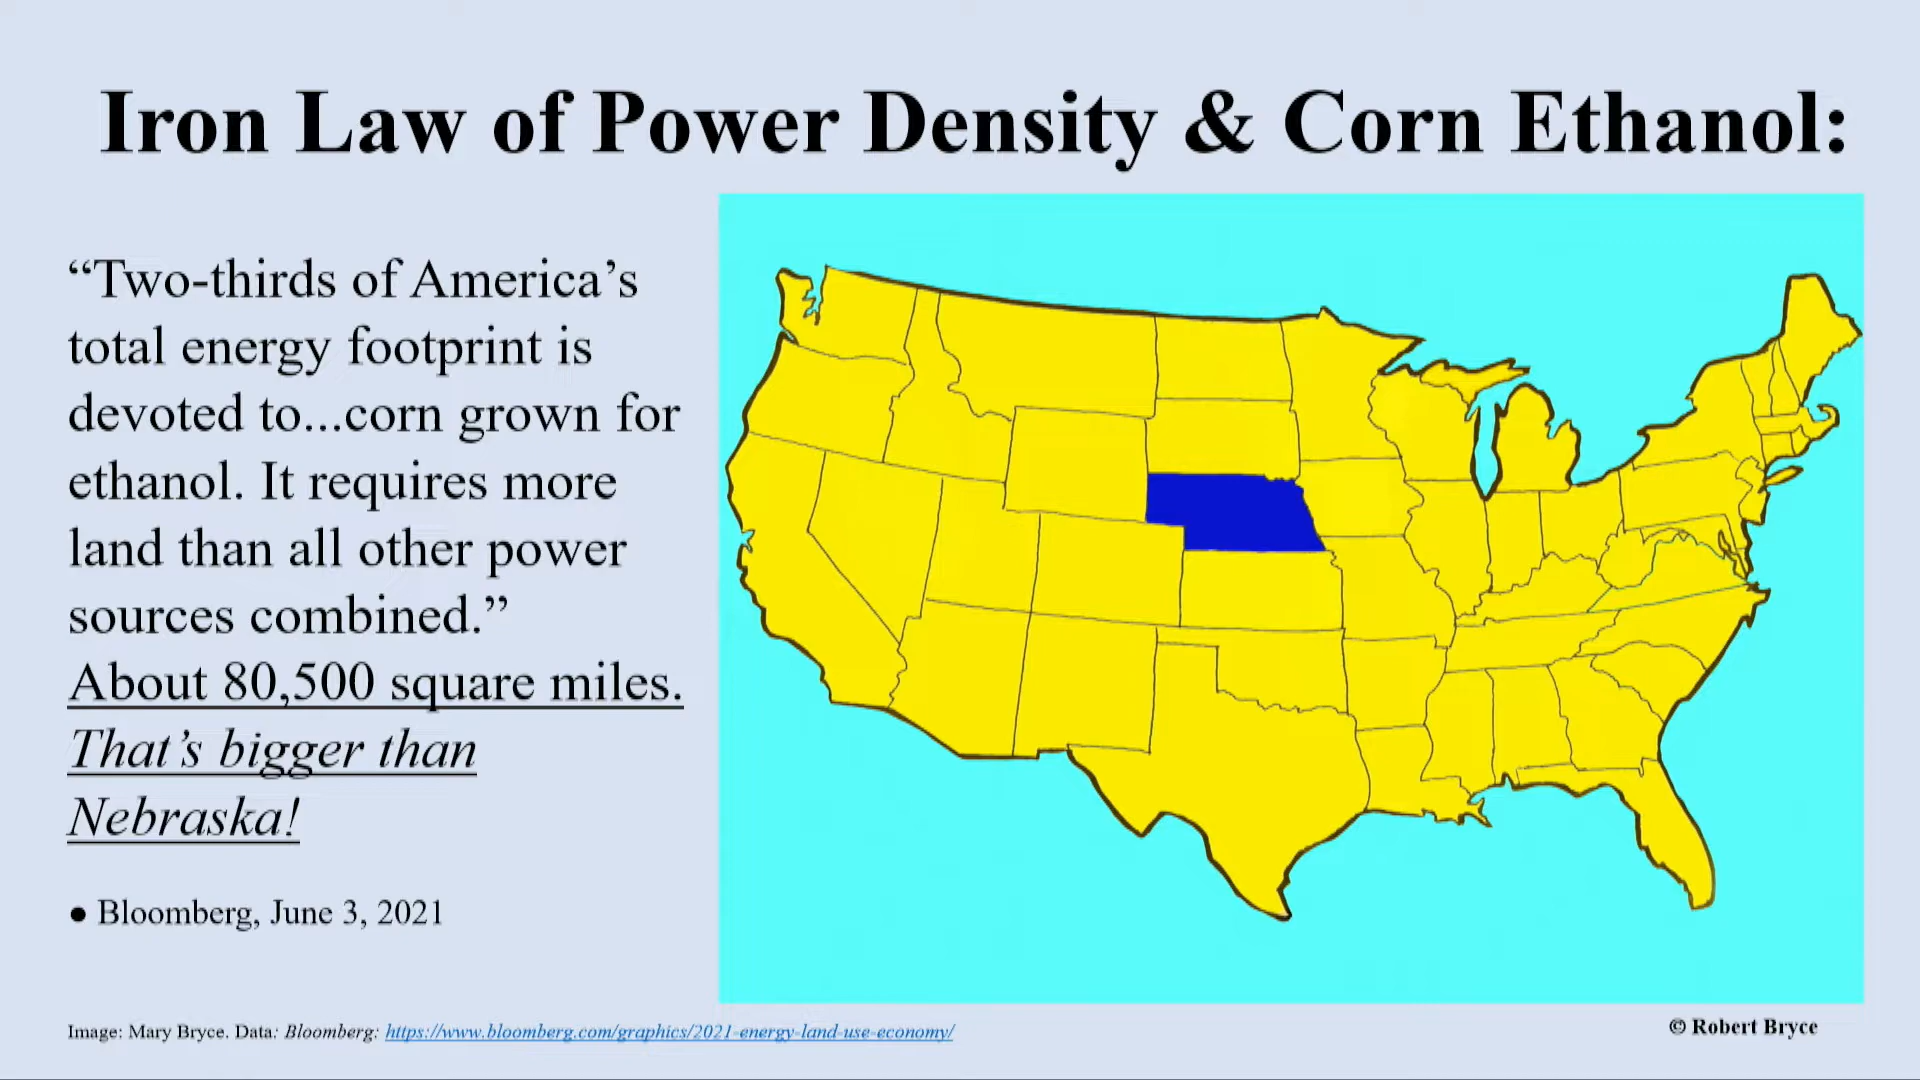 Iron Law of Power Density & Corn Ethanol:
“Two-thirds of America’s
total energy footprint is
devoted to...corn grown for
ethanol. It requires more
land than all other power
sources combined.”
About 80,500 square miles.
That’s bigger than
Nebraska!
● Bloomberg, June 3, 2021
Image: Mary Bryce. Data: Bloomberg: https://www.bloomberg.com/graphics/2021-energy-land-use-economy/
© Robert Bryce